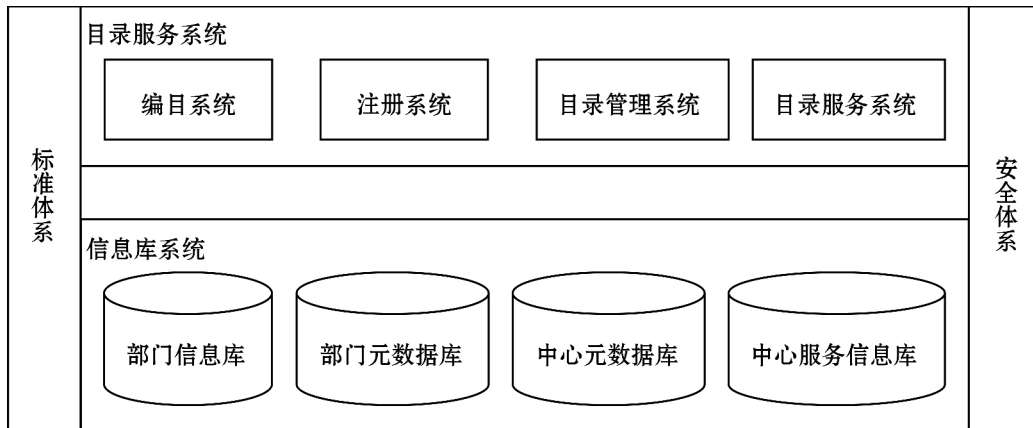 目录服务系统
编目系统
注册系统
目录管理系统
目录服务系统
标准体系
安全体系
信息库系统
部门信息库
部门元数据库
中心元数据库
中心服务信息库